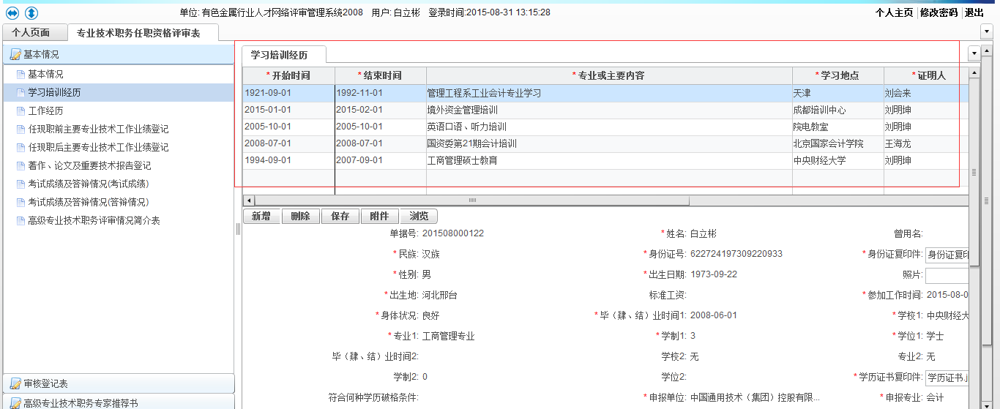 单位: 有色金属行业人才网络评审管理系统2008 用户: 白立彬 登录时间:2015-08-31 13:15:28 个人主页 修改密码 退出
个人页面 专业技术职务任职资格评审表
基本情况
基本情况
学习培训经历
工作经历
任现职前主要专业技术工作业绩登记
任现职后主要专业技术工作业绩登记
著作、论文及重要技术报告登记
考试成绩及答辩情况(考试成绩)
考试成绩及答辩情况(答辩情况)
高级专业技术职务评审情况简介表
审核登记表
高级专业技术职务专家推荐书
学习培训经历
*开始时间 *结束时间 *专业或主要内容 *学习地点 *证明人
1921-09-01 1992-11-01 管理工程系工业会计专业学习 天津 刘会来
2015-01-01 2015-02-01 境外资金管理培训 成都培训中心 刘明坤
2005-10-01 2005-09-01 英语口语、听力培训 院电教室 刘明坤
2008-07-01 2008-07-01 国资委第21期会计培训 北京国家会计学院 王海龙
1994-09-01 2007-09-01 工商管理硕士教育 中央财经大学 刘明坤
新增 删除 保存 附件 浏览
单据号: 201508000122 *姓名: 白立彬 曾用名:
*民族: 汉族 *身份证号: 622724197309220933 *身份证复印件: 身份证复印
*性别: 男 *出生日期: 1973-09-22 照片:
*出生地: 河北邢台 标准工资: *参加工作时间: 2015-08-0
*身体状况: 良好 *毕（肄、结）业时间1: 2008-06-01 *学校1: 中央财经大
*专业1: 工商管理专业 *学制1: 3 *学位1: 学士
毕（肄、结）业时间2: 学校2: 无 专业2: 无
学制2: 0 学位2: *学历证书复印件: 学历证书.j
符合何种学历破格条件: *申报单位: 中国通用技术（集团）控股有限... *申报专业: 会计